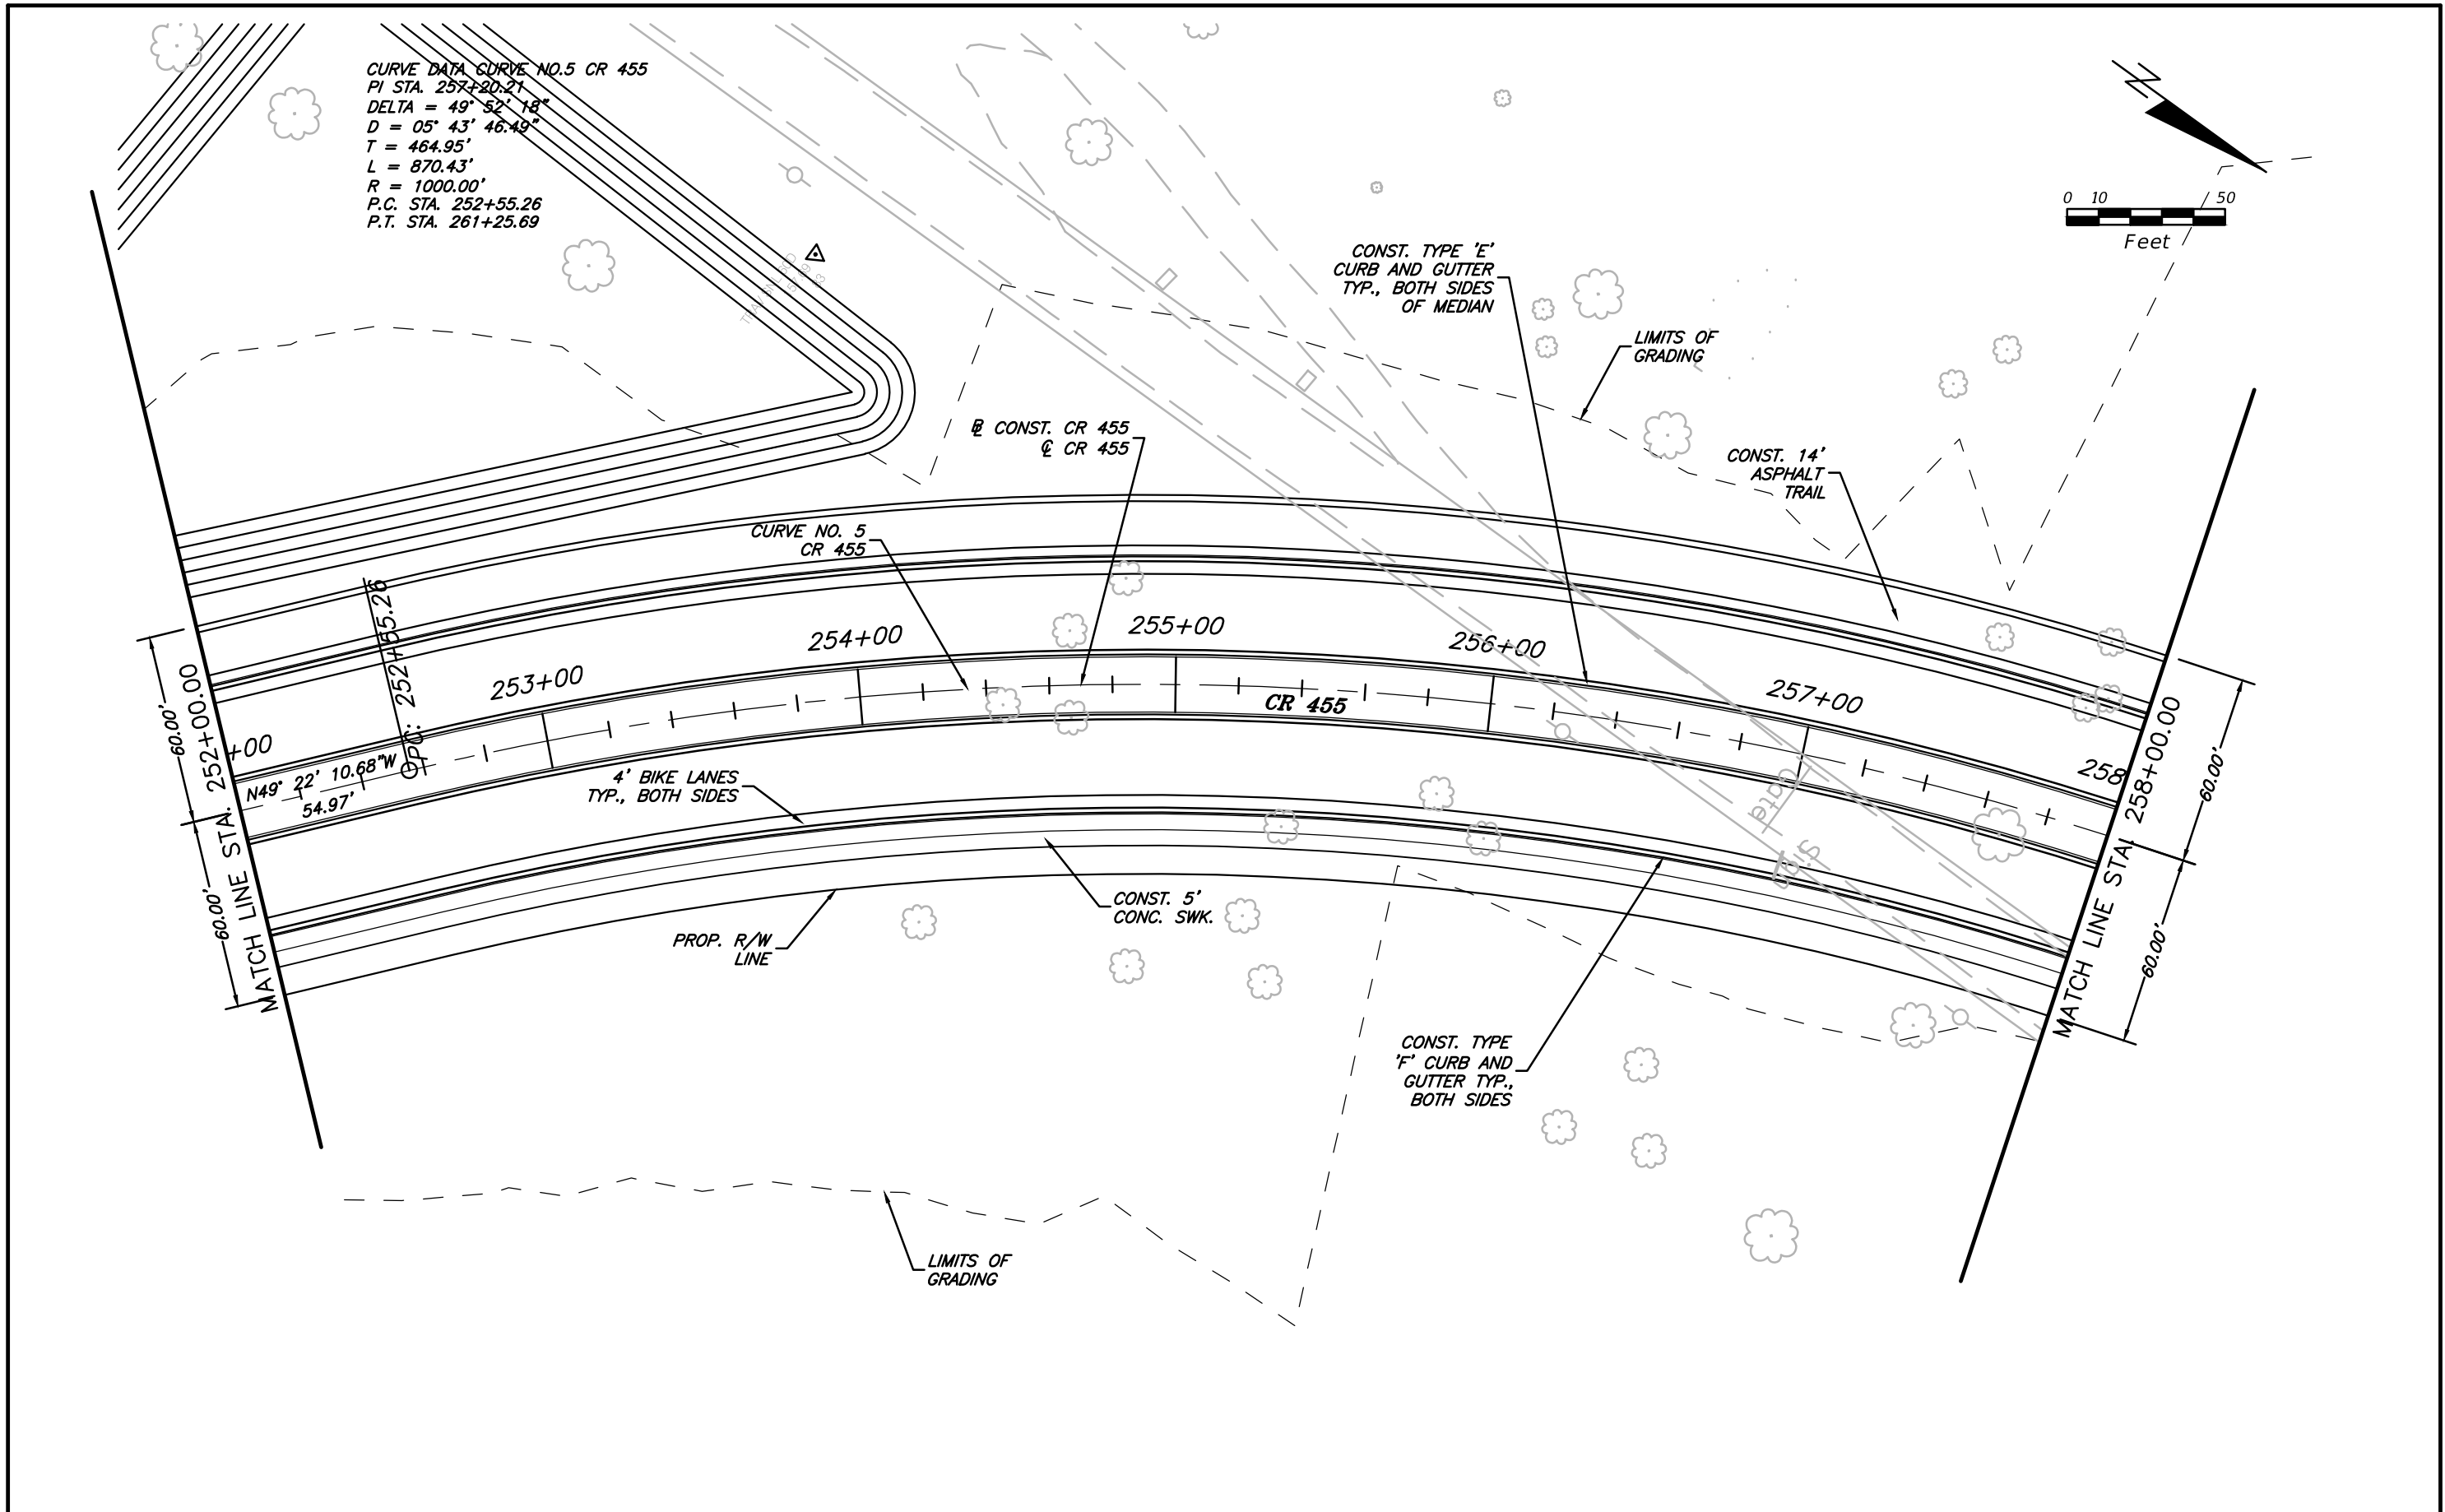 CURVE DATA CURVE NO.5 CR 455
PI STA. 257+20.21
DELTA = 49° 52' 18"
D = 05° 43' 46.49"
T = 464.95'
L = 870.43'
R = 1000.00'
P.C. STA. 252+55.26
P.T. STA. 261+25.69
0 10 50
Feet
CONST. TYPE 'E'
CURB AND GUTTER
TYP., BOTH SIDES
OF MEDIAN
LIMITS OF
GRADING
℄ CONST. CR 455
℄ CR 455
CONST. 14'
ASPHALT
TRAIL
CURVE NO. 5
CR 455
253+00
254+00
255+00
256+00
257+00
258
+00
PC: 252+55.26
N49° 22' 10.68"W
54.97'
CR 455
4' BIKE LANES
TYP., BOTH SIDES
CONST. 5'
CONC. SWK.
PROP. R/W
LINE
CONST. TYPE
'F' CURB AND
GUTTER TYP.,
BOTH SIDES
LIMITS OF
GRADING
MATCH LINE STA. 252+00.00
60.00'
60.00'
MATCH LINE STA. 258+00.00
60.00'
60.00'
Gate
Sign